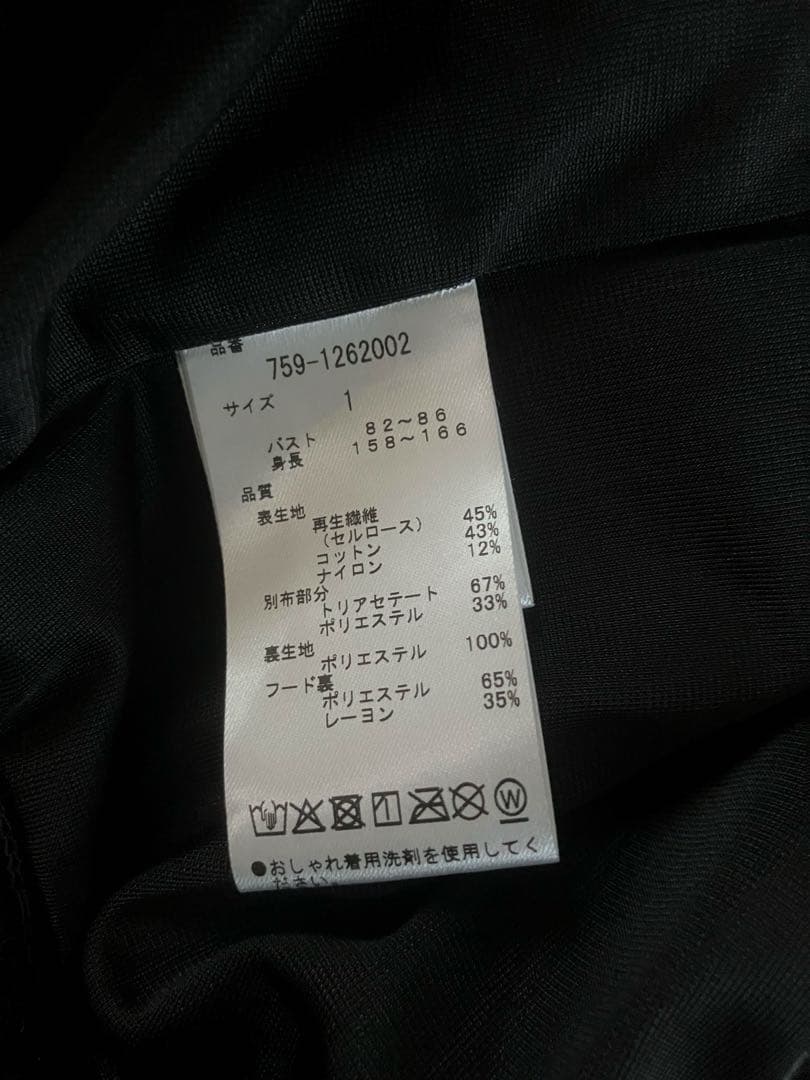 品番
759-1262002
サイズ 1
バスト 82～86
身長 158～166
品質
表生地 再生繊維 45%
(セルロース)
コットン 43%
ナイロン 12%
別布部分
トリアセテート 67%
ポリエステル 33%
裏生地
ポリエステル 100%
フード裏
ポリエステル 65%
レーヨン 35%
W
●おしゃれ着用洗剤を使用してく
ださい。